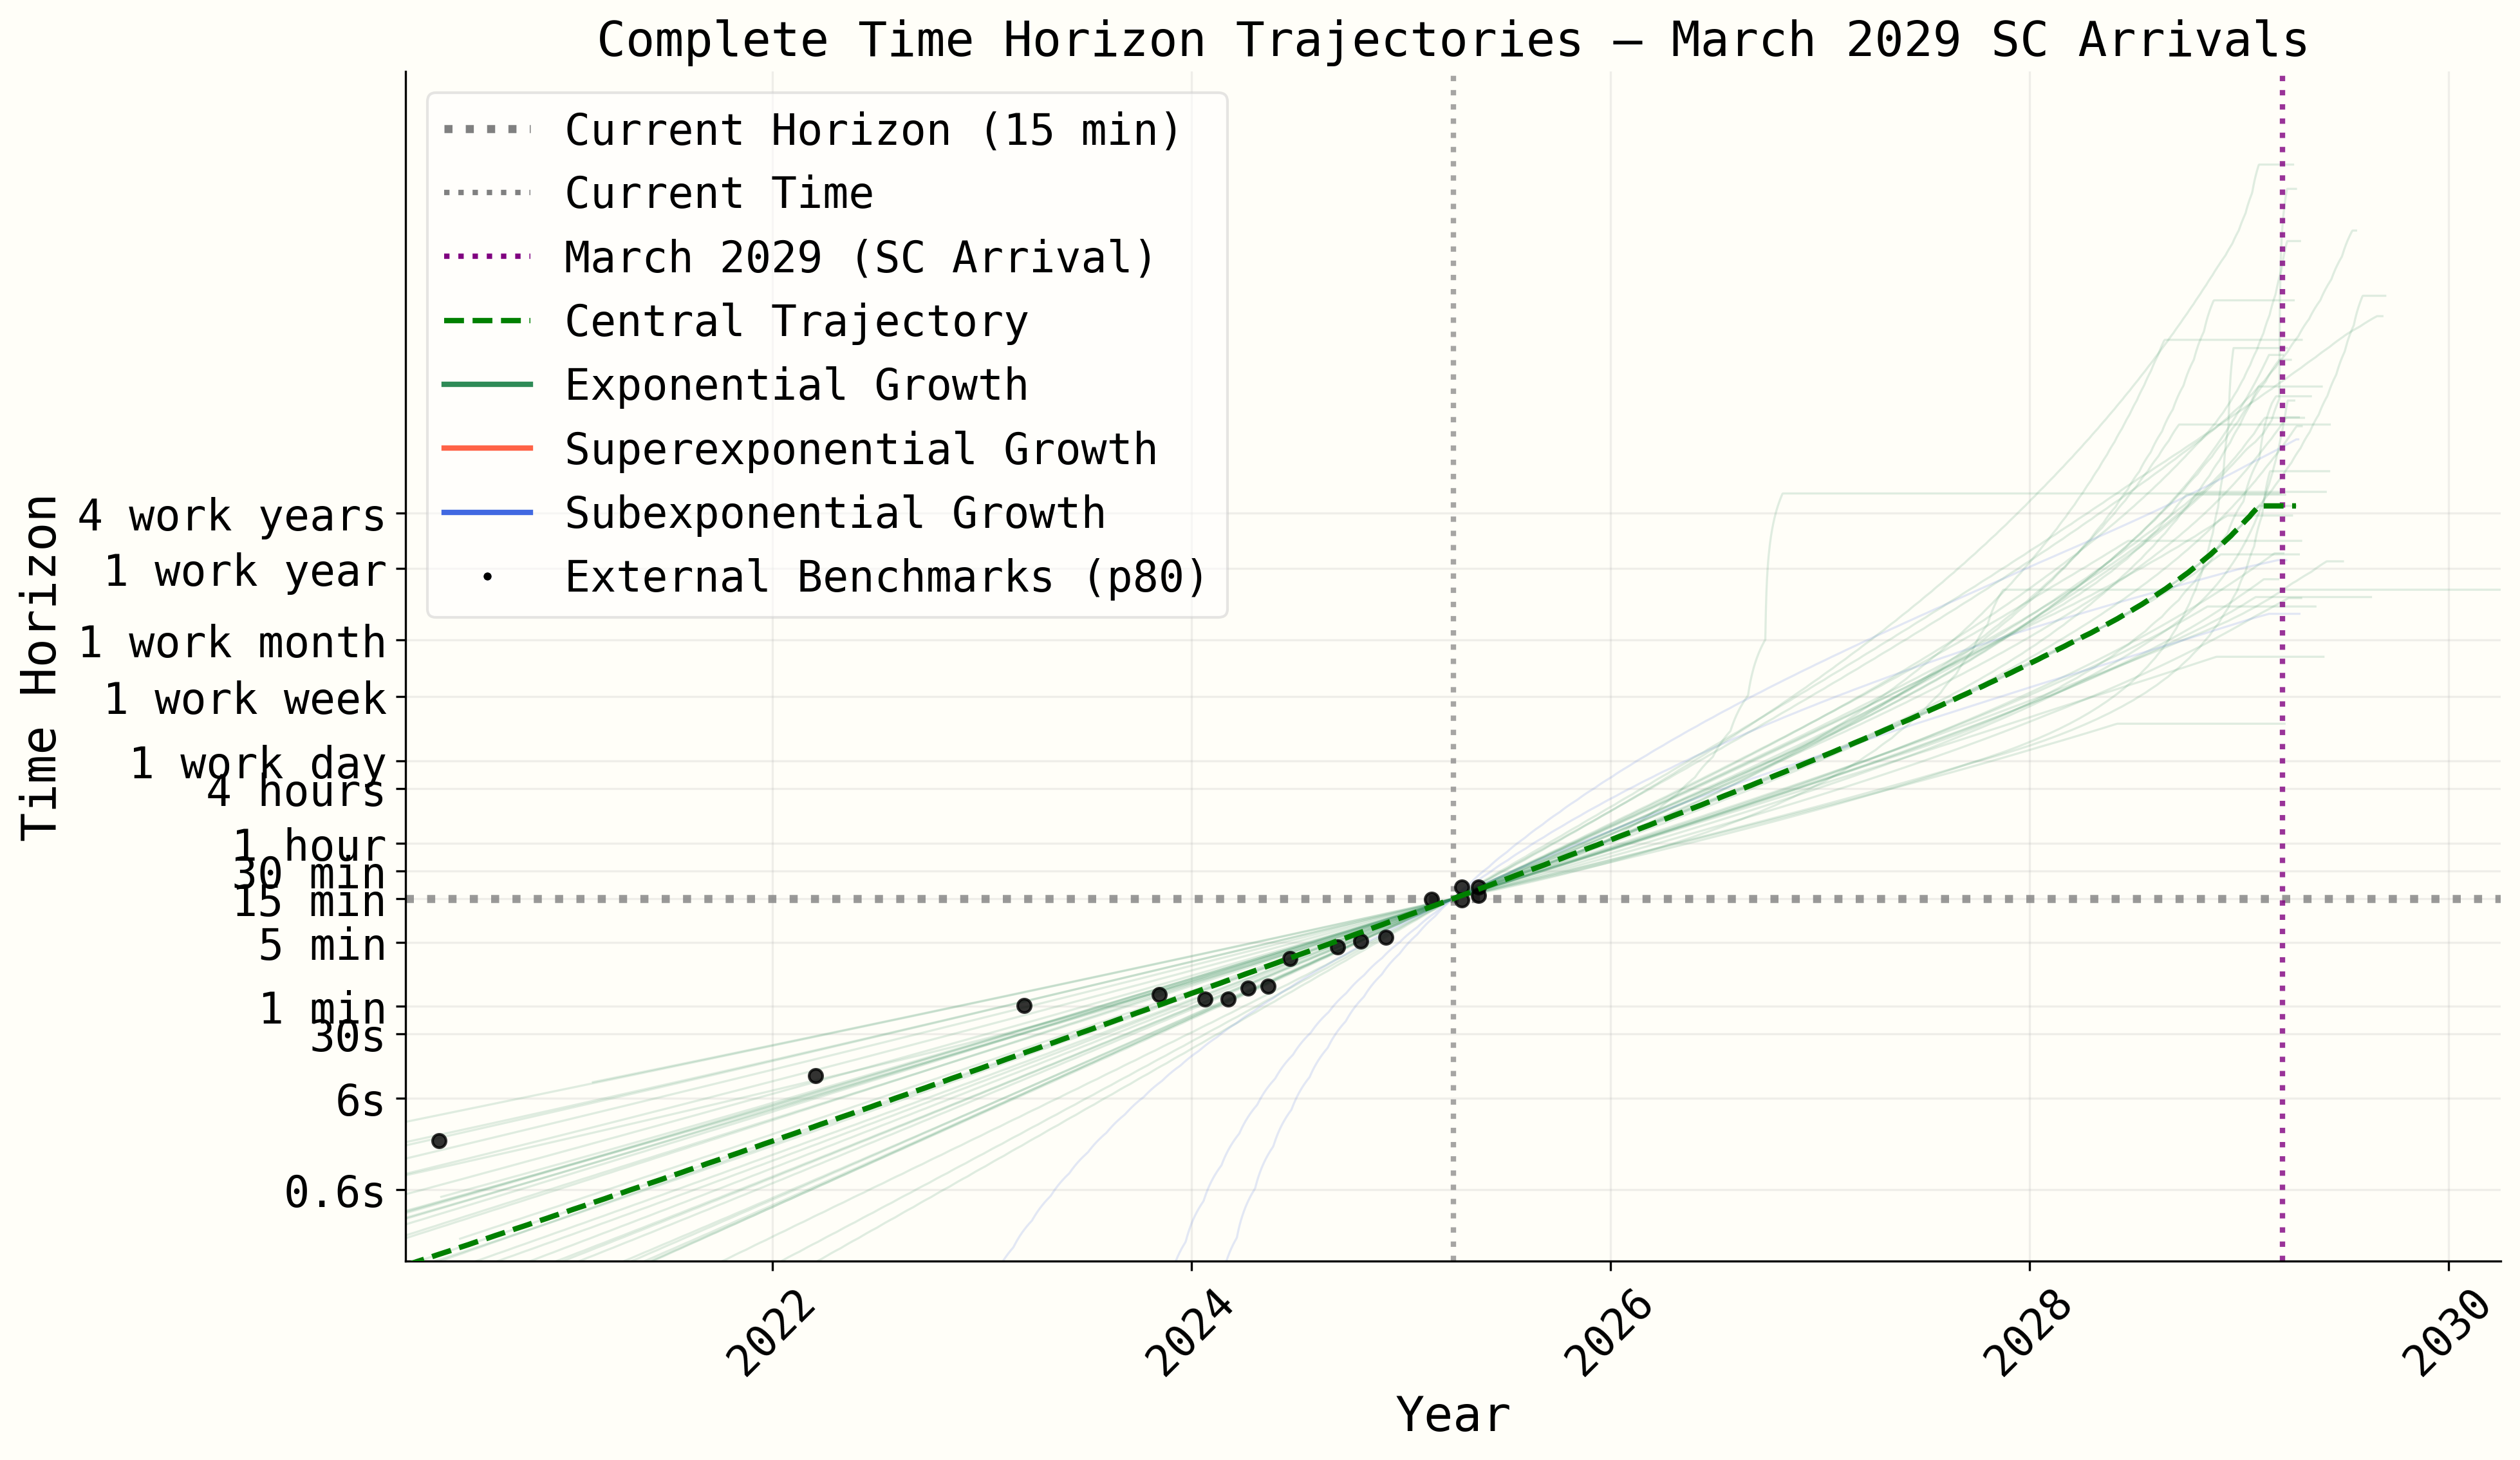 Complete Time Horizon Trajectories — March 2029 SC Arrivals
Current Horizon (15 min)
Current Time
March 2029 (SC Arrival)
Central Trajectory
Exponential Growth
Superexponential Growth
Subexponential Growth
External Benchmarks (p80)
Time Horizon
4 work years
1 work year
1 work month
1 work week
1 work day
4 hours
1 hour
30 min
15 min
5 min
1 min
30s
6s
0.6s
2022
2024
2026
2028
2030
Year